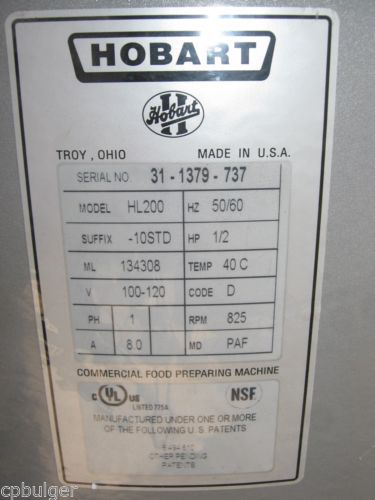 HOBART
Hobart
TROY, OHIO MADE IN U.S.A.
SERIAL NO. 31-1379-737
MODEL HL200 HZ 50/60
SUFFIX -10STD HP 1/2
ML 134308 TEMP 40 C
V 100-120 CODE D
PH 1 RPM 825
A 8.0 MD PAF
COMMERCIAL FOOD PREPARING MACHINE
C UL US NSF
LISTED 775A
MANUFACTURED UNDER ONE OR MORE
OF THE FOLLOWING U.S. PATENTS
OTHER PENDING
PATENTS
cpbulger
cpbulger